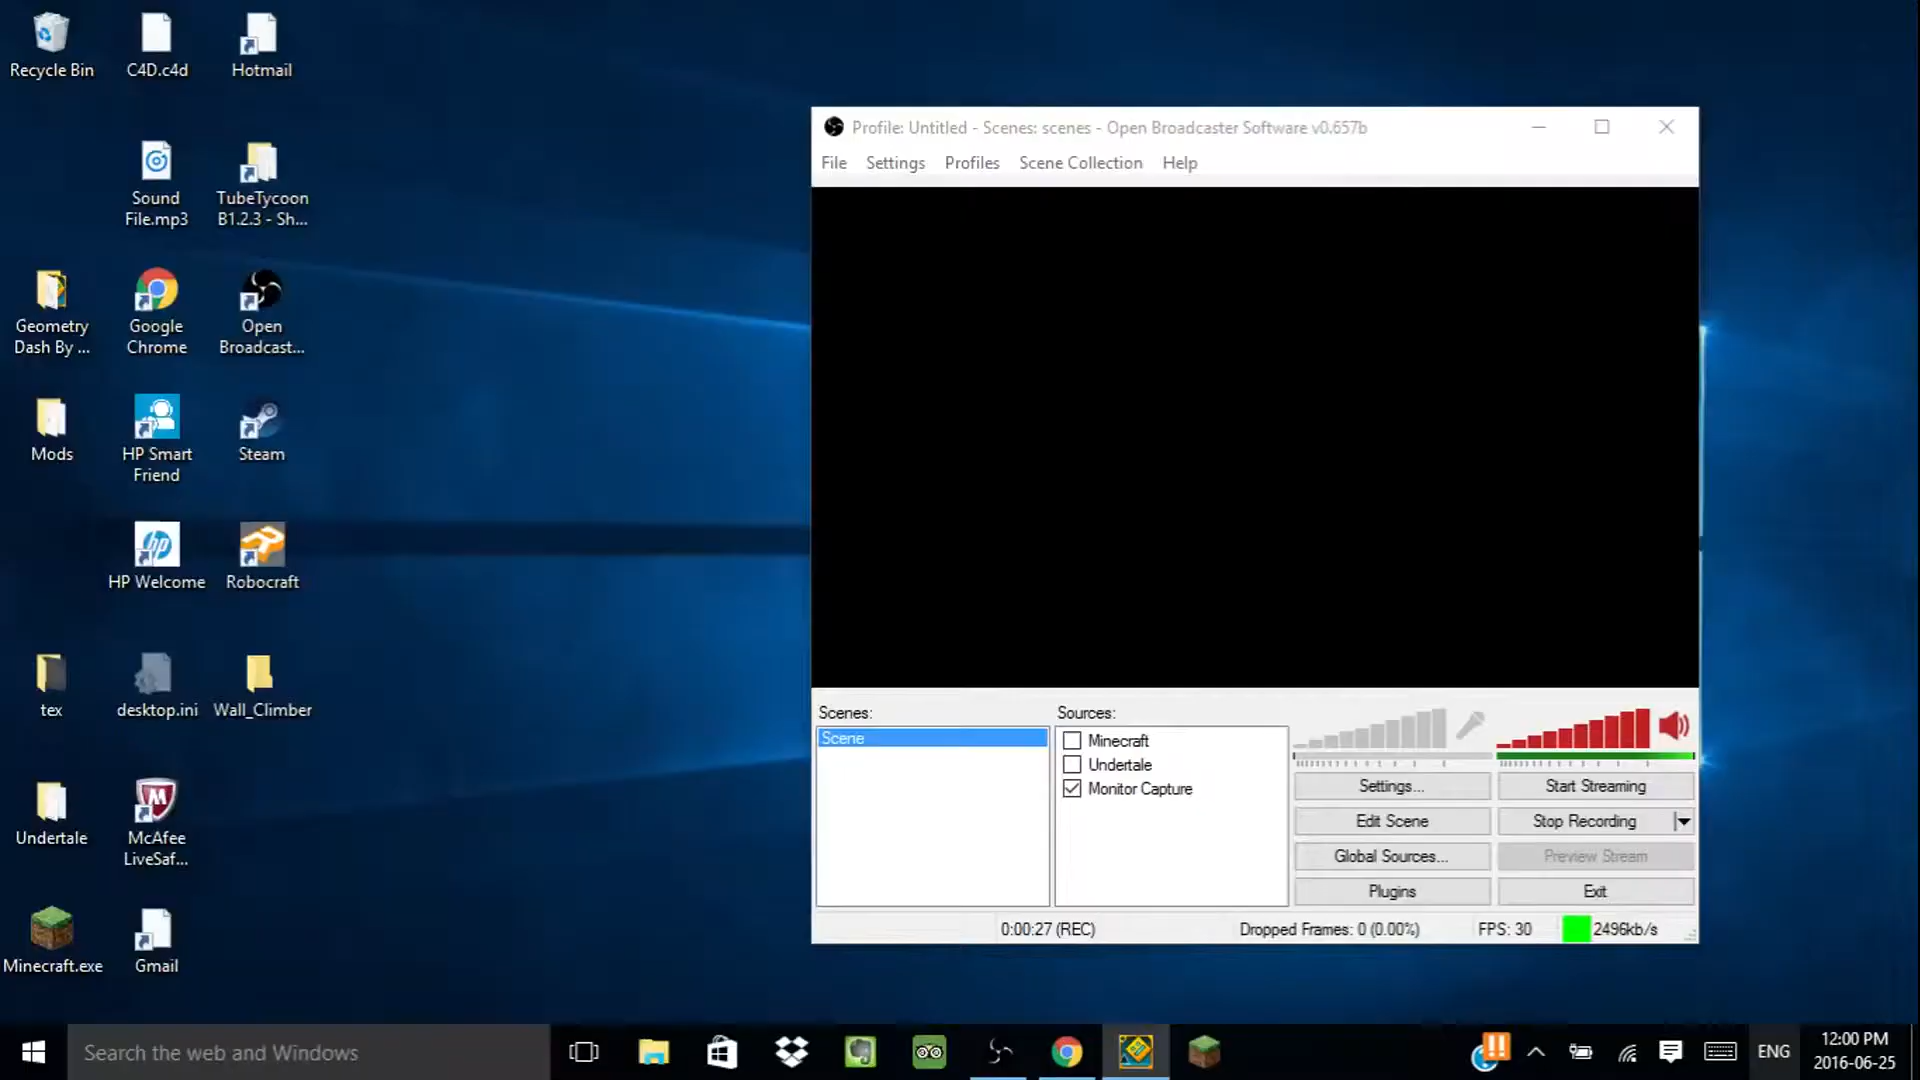 Recycle Bin
C4D.c4d
Hotmail
Sound
File.mp3
TubeTycoon
B1.2.3 - Sh...
Geometry
Dash By ...
Google
Chrome
Open
Broadcast...
Mods
HP Smart
Friend
Steam
HP Welcome
Robocraft
tex
desktop.ini
Wall_Climber
Undertale
McAfee
LiveSaf...
Minecraft.exe
Gmail
Profile: Untitled - Scenes: scenes - Open Broadcaster Software v0.657b
File Settings Profiles Scene Collection Help
Scenes:
Scene
Sources:
Minecraft
Undertale
Monitor Capture
Settings...
Start Streaming
Edit Scene
Stop Recording
Global Sources...
Preview Stream
Plugins
Exit
0:00:27 (REC)
Dropped Frames: 0 (0.00%)
FPS: 30
2496kb/s
Search the web and Windows
ENG
12:00 PM
2016-06-25